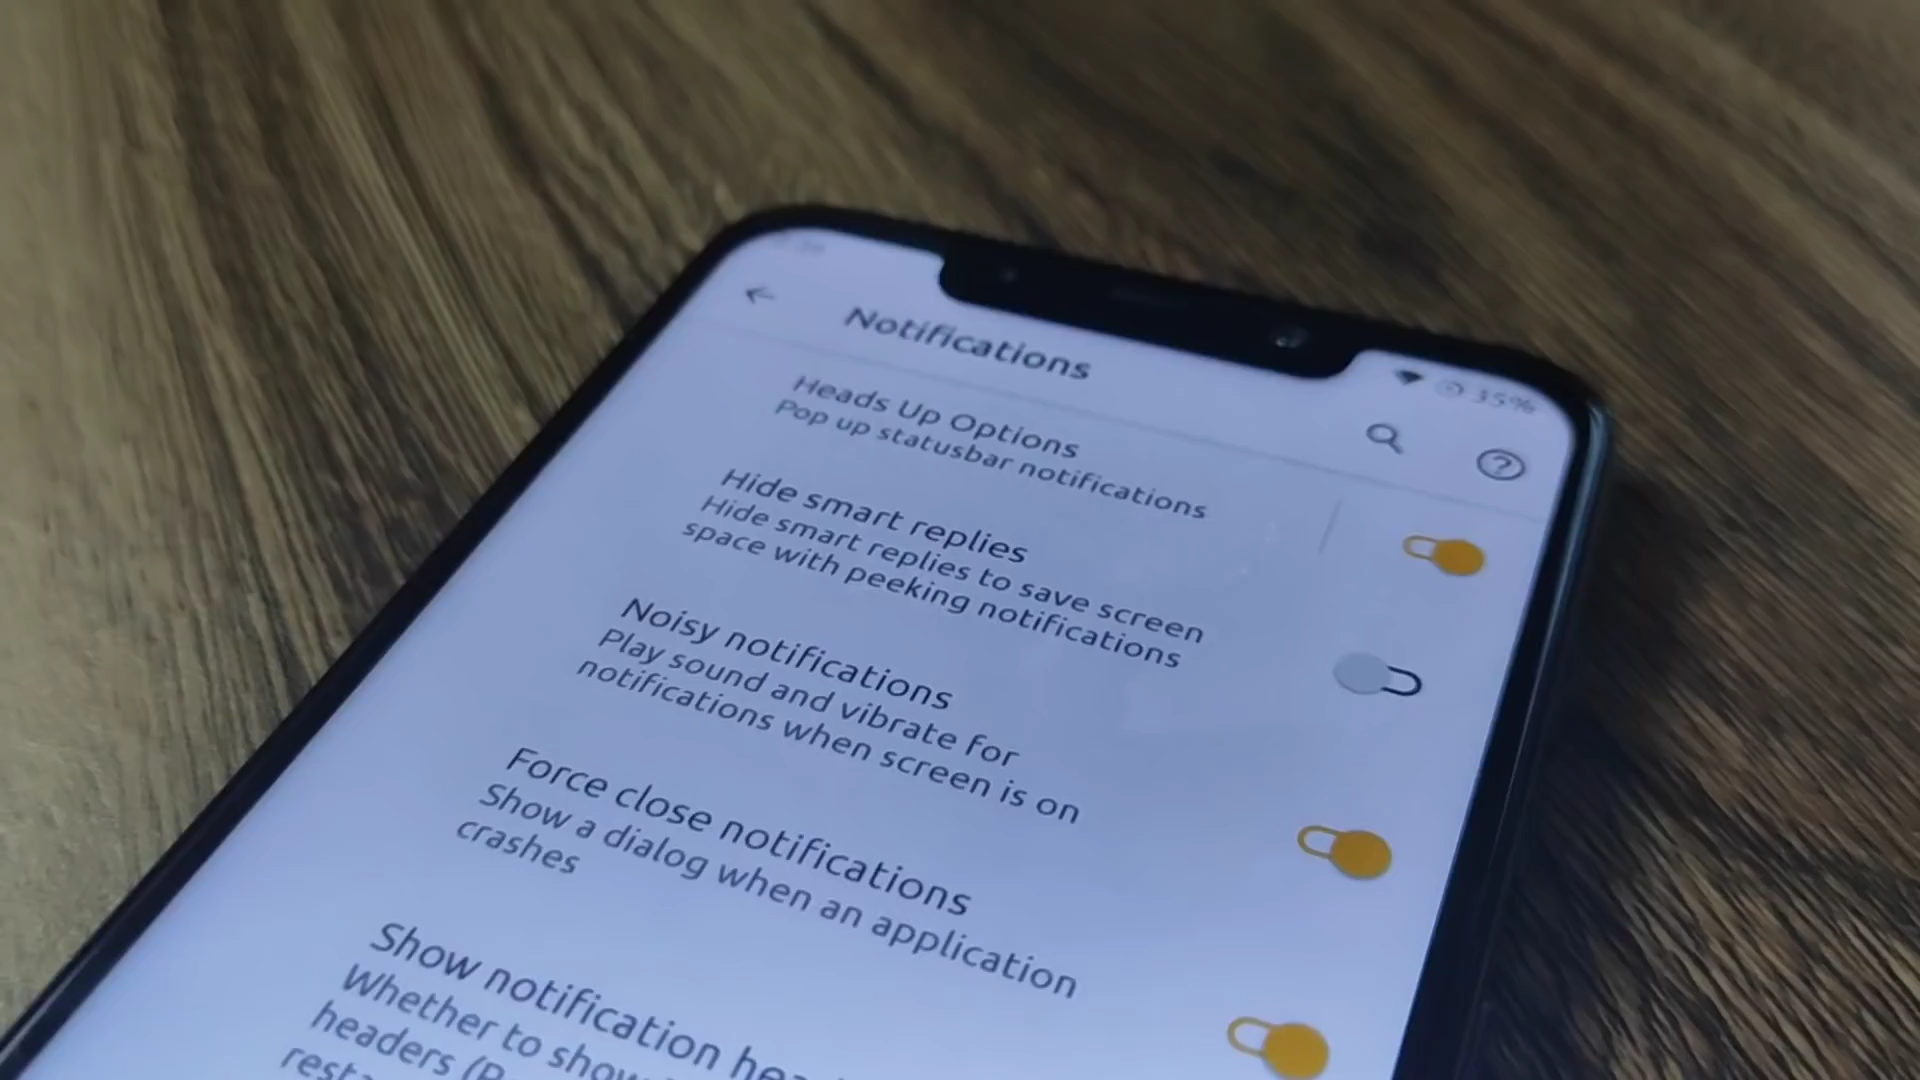 35%
Notifications
Heads Up Options
Pop up statusbar notifications
Hide smart replies
Hide smart replies to save screen
space with peeking notifications
Noisy notifications
Play sound and vibrate for
notifications when screen is on
Force close notifications
Show a dialog when an application
crashes
Show notification
Whether to show
headers